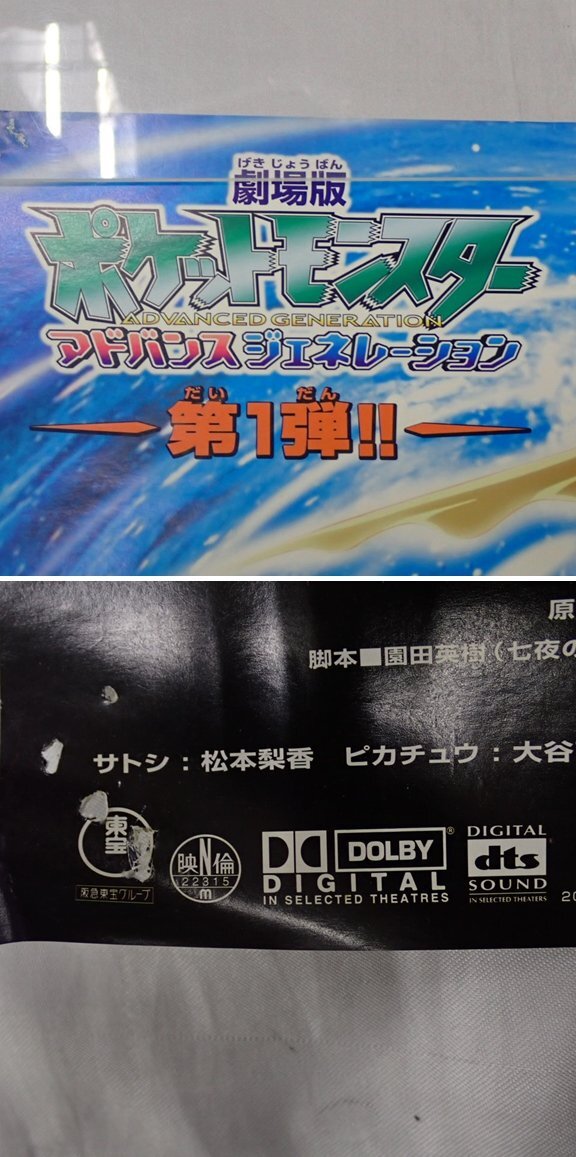 げきじょうばん
劇場版
ポケットモンスター
ADVANCED GENERATION
アドバンスジェネレーション
だい だん
第1弾!!
原
脚本■園田英樹(七夜の
サトシ:松本梨香 ピカチュウ:大谷
東宝
阪急東宝グループ
映N倫
22315
m
DOLBY®
DIGITAL
IN SELECTED THEATRES
DIGITAL
dts
SOUND
IN SELECTED THEATERS
20